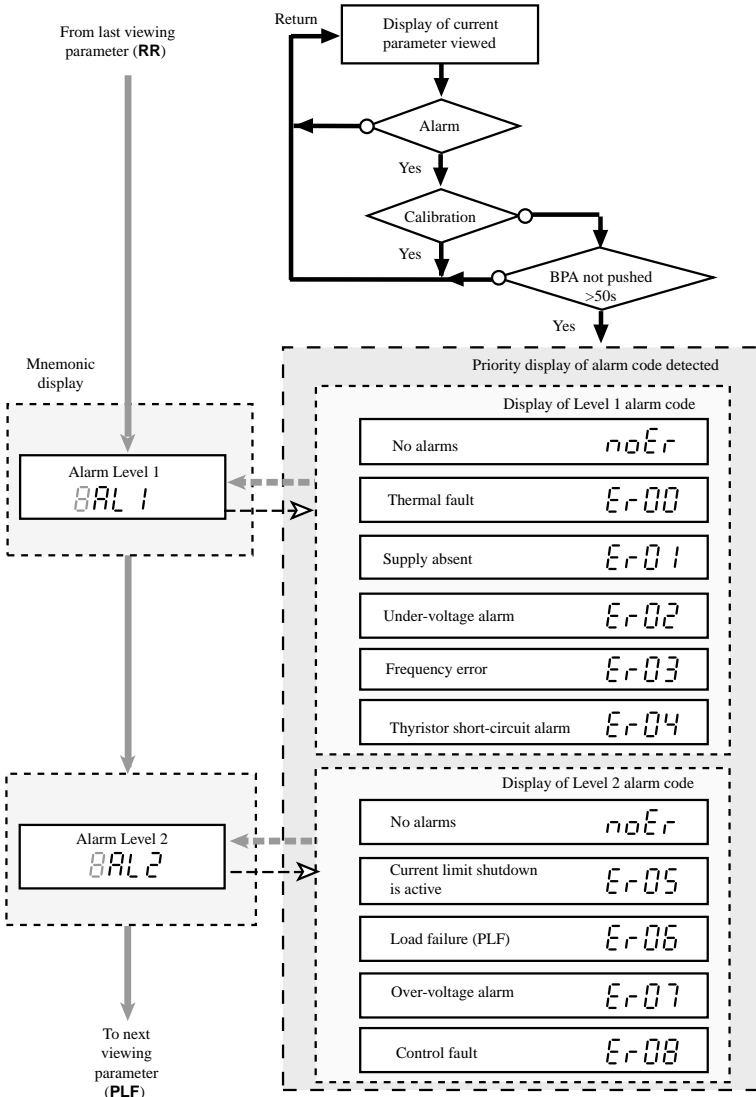 From last viewing
parameter (RR)
Return
Display of current
parameter viewed
Alarm
Yes
Calibration
Yes
BPA not pushed
>50s
Yes
Mnemonic
display
Priority display of alarm code detected
Display of Level 1 alarm code
Alarm Level 1
8AL1
No alarms
noEr
Thermal fault
Er00
Supply absent
Er01
Under-voltage alarm
Er02
Frequency error
Er03
Thyristor short-circuit alarm
Er04
Display of Level 2 alarm code
Alarm Level 2
8AL2
No alarms
noEr
Current limit shutdown
is active
Er05
Load failure (PLF)
Er06
Over-voltage alarm
Er07
Control fault
Er08
To next
viewing
parameter
(PLF)